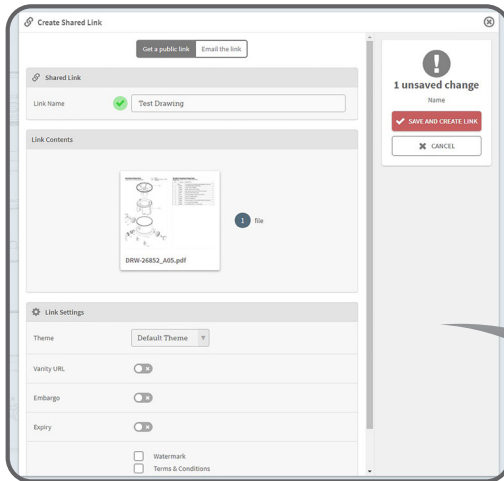 Create Shared Link
Get a public link
Email the link
Shared Link
Link Name
Test Drawing
Link Contents
DRW-26852_A05.pdf
1 file
Link Settings
Theme
Default Theme
Vanity URL
Embargo
Expiry
Watermark
Terms & Conditions
1 unsaved change
Name
SAVE AND CREATE LINK
CANCEL